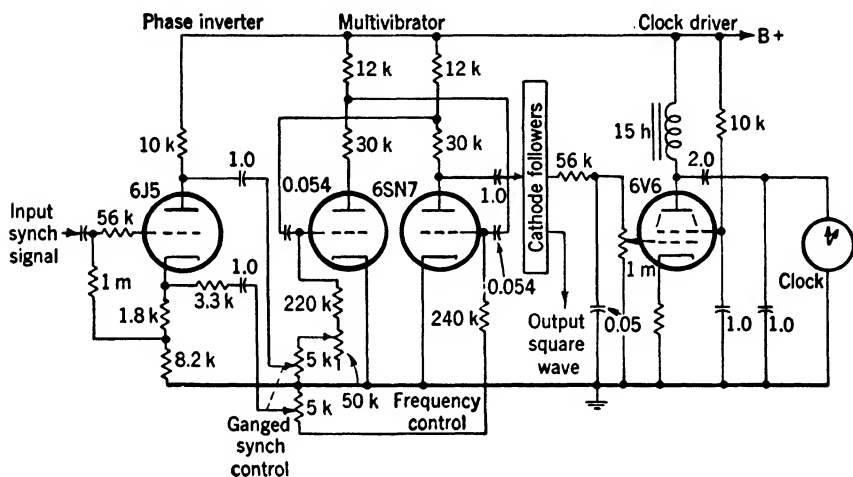 Phase inverter
Multivibrator
Clock driver
B+
12 k
12 k
10 k
1.0
30 k
30 k
15 h
10 k
6J5
0.054
6SN7
1.0
Cathode followers
56 k
6V6
2.0
Input
synch
signal
56 k
1 m
1.0
3.3 k
1.8 k
8.2 k
220 k
5 k
5 k
50 k
240 k
0.054
Output
square
wave
0.05
1 m
1.0
1.0
Clock
Ganged
synch
control
Frequency
control